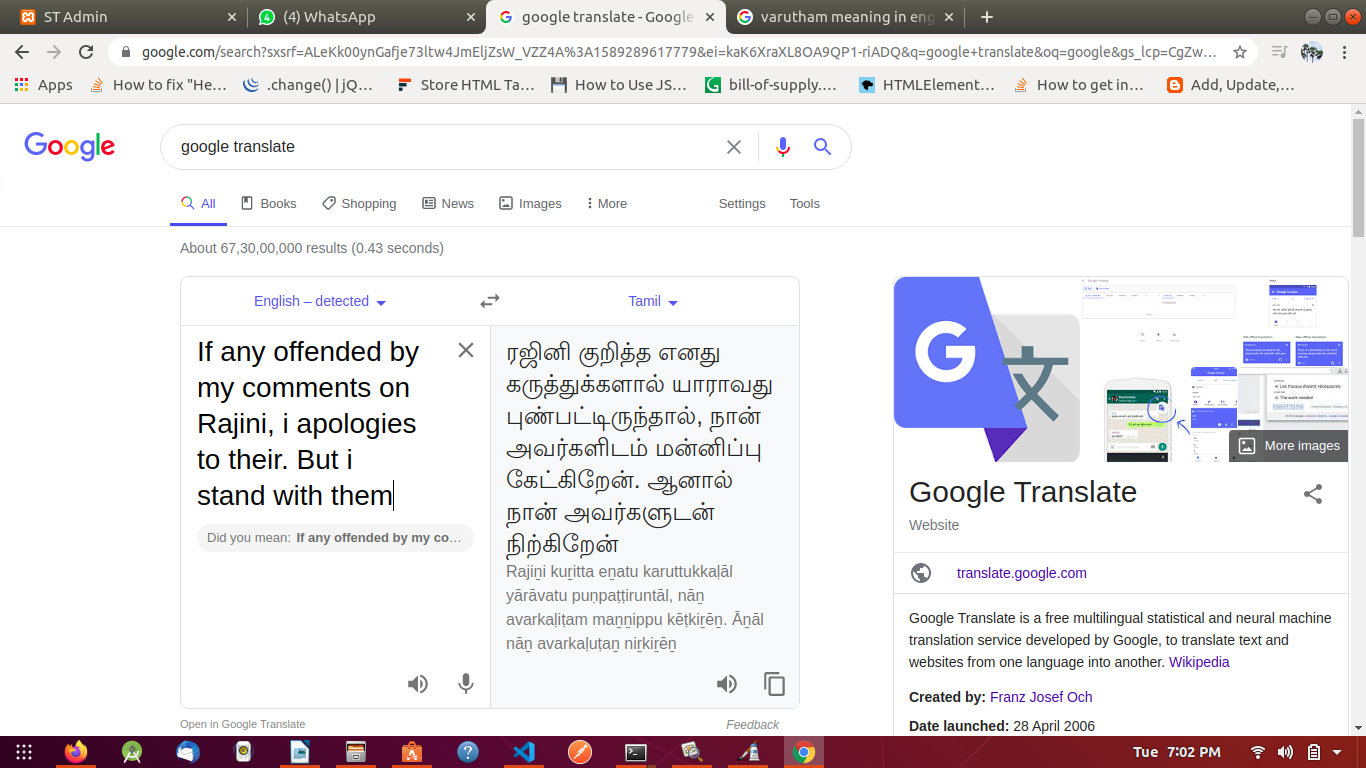 ST Admin
(4) WhatsApp
google translate - Google
varutham meaning in eng
google.com/search?sxsrf=ALeKk00ynGafje73ltw4JmEljZsW_VZZ4A%3A1589289617779&ei=kaK6XraXL8OA9QP1-riADQ&q=google+translate&oq=google&gs_lcp=CgZw…
Apps
How to fix "He…
.change() | jQ…
Store HTML Ta…
How to Use JS…
bill-of-supply.…
HTMLElement…
How to get in…
Add, Update,…
Google
google translate
All
Books
Shopping
News
Images
More
Settings
Tools
About 67,30,00,000 results (0.43 seconds)
English – detected
Tamil
If any offended by
my comments on
Rajini, i apologies
to their. But i
stand with them
Did you mean: If any offended by my co…
ரஜினி குறித்த எனது
கருத்துக்களால் யாராவது
புண்பட்டிருந்தால், நான்
அவர்களிடம் மன்னிப்பு
கேட்கிறேன். ஆனால்
நான் அவர்களுடன்
நிற்கிறேன்
Rajiṉi kuṟitta eṉatu karuttukkaḷāl
yārāvatu puṇpaṭṭiruntāl, nāṉ
avarkaḷiṭam maṉṉippu kēṭkiṟēṉ. Āṉāl
nāṉ avarkaḷuṭaṉ niṟkiṟēṉ
Open in Google Translate
Feedback
More images
Google Translate
Website
translate.google.com
Google Translate is a free multilingual statistical and neural machine
translation service developed by Google, to translate text and
websites from one language into another. Wikipedia
Created by: Franz Josef Och
Date launched: 28 April 2006
Tue 7:02 PM